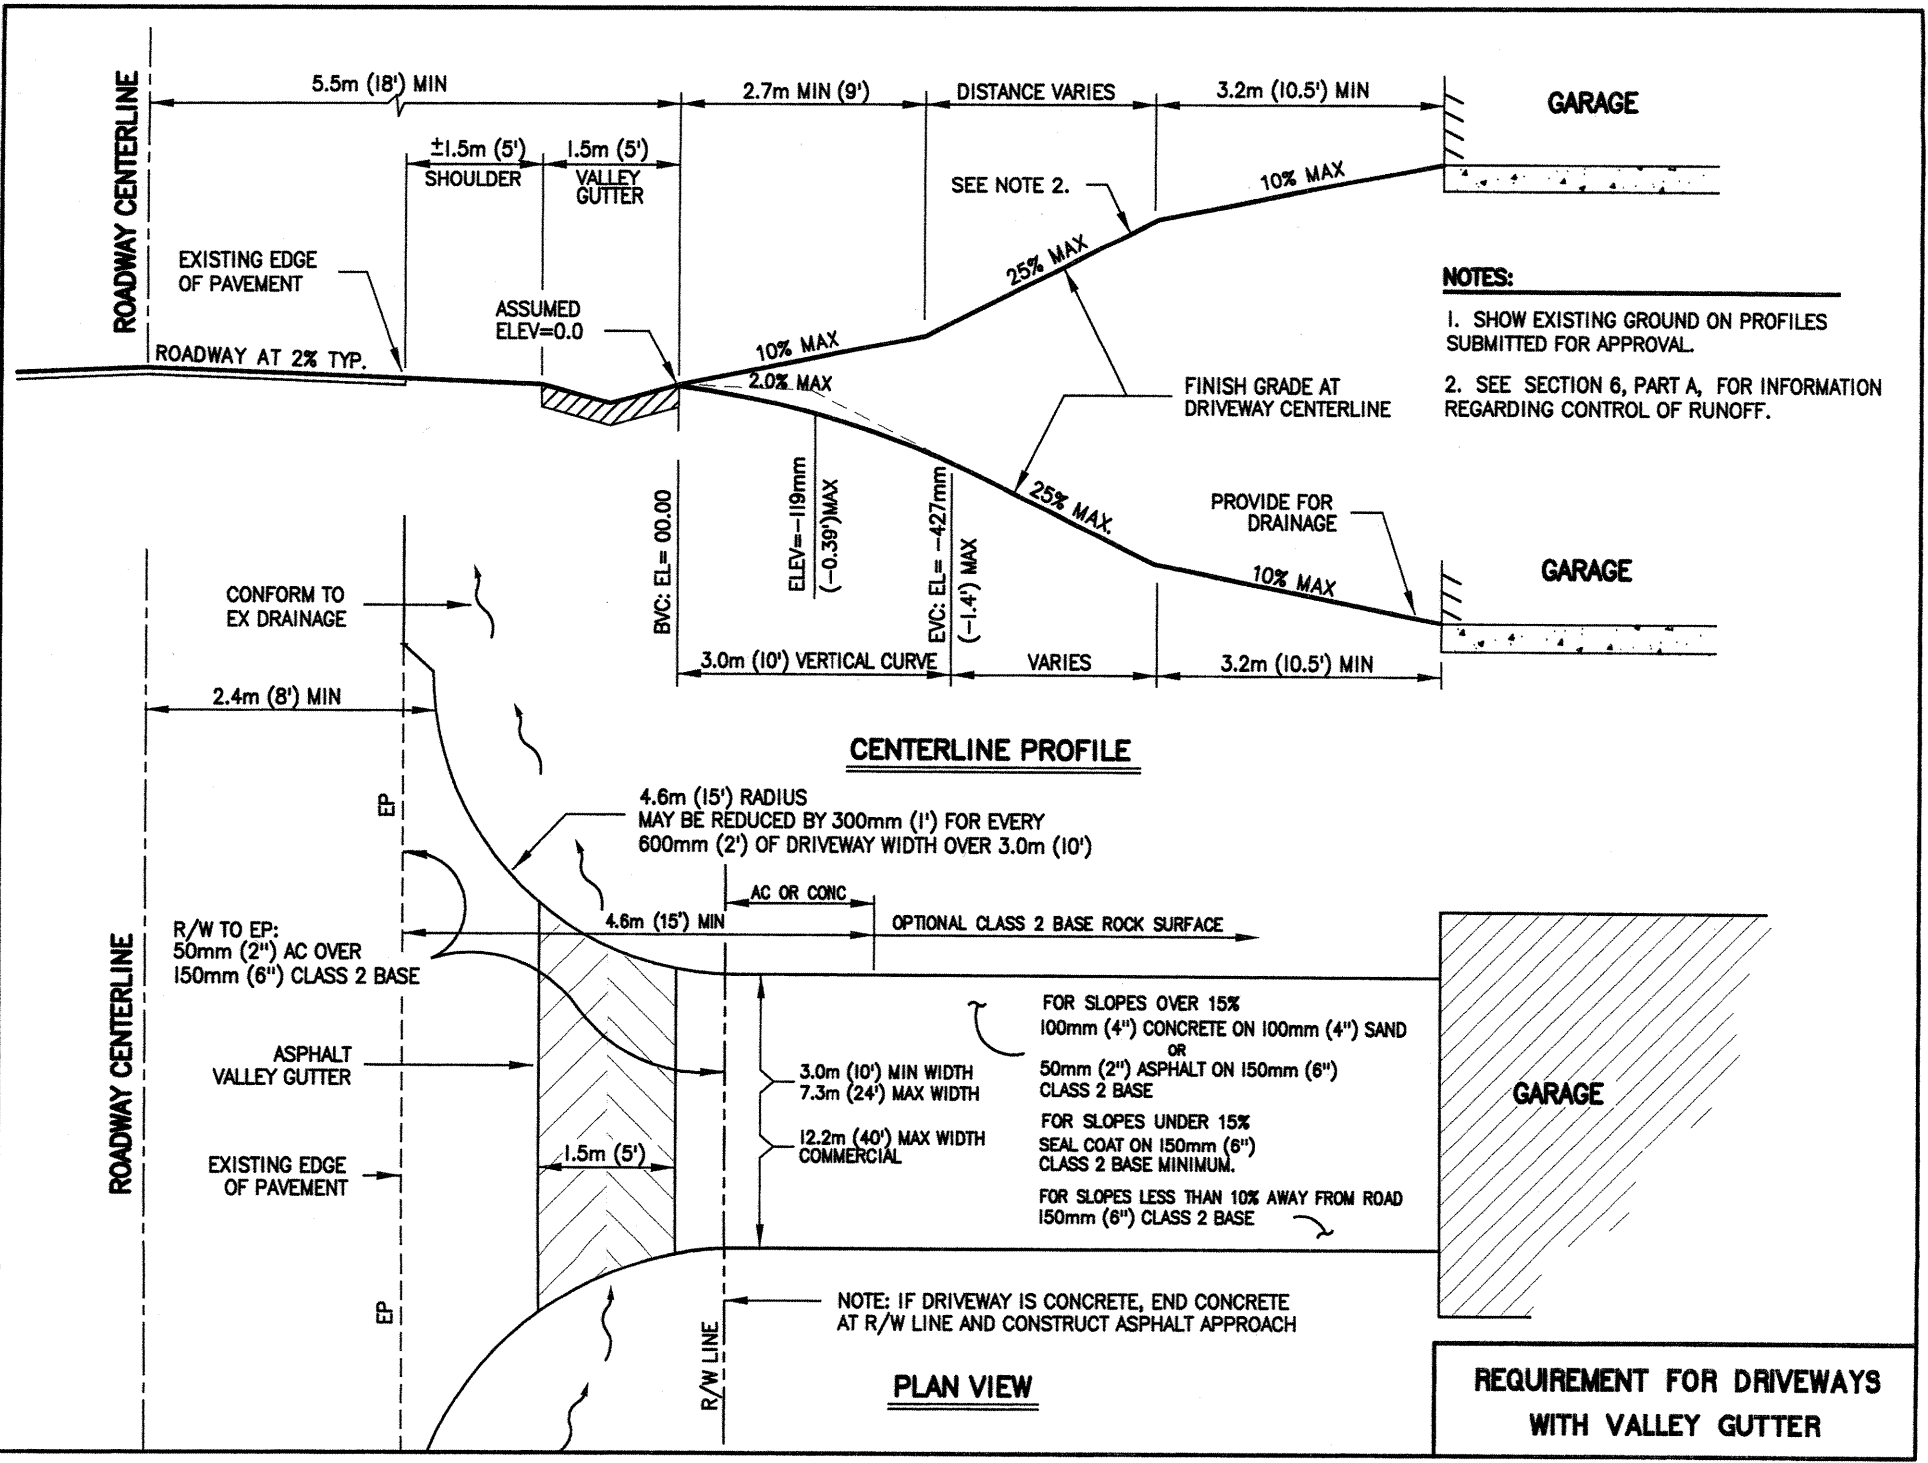 ROADWAY CENTERLINE
5.5m (18') MIN
2.7m MIN (9')
DISTANCE VARIES
3.2m (10.5') MIN
GARAGE
±1.5m (5')
SHOULDER
1.5m (5')
VALLEY
GUTTER
SEE NOTE 2.
10% MAX
25% MAX
EXISTING EDGE
OF PAVEMENT
ASSUMED
ELEV=0.0
ROADWAY AT 2% TYP.
10% MAX
2.0% MAX
NOTES:
1. SHOW EXISTING GROUND ON PROFILES
SUBMITTED FOR APPROVAL.
2. SEE SECTION 6, PART A, FOR INFORMATION
REGARDING CONTROL OF RUNOFF.
FINISH GRADE AT
DRIVEWAY CENTERLINE
BVC: EL= 00.00
ELEV=-119mm
(-0.39')MAX
EVC: EL= -427mm
(-1.4') MAX
25% MAX.
PROVIDE FOR
DRAINAGE
10% MAX
GARAGE
3.0m (10') VERTICAL CURVE
VARIES
3.2m (10.5') MIN
CENTERLINE PROFILE
CONFORM TO
EX DRAINAGE
2.4m (8') MIN
EP
4.6m (15') RADIUS
MAY BE REDUCED BY 300mm (1') FOR EVERY
600mm (2') OF DRIVEWAY WIDTH OVER 3.0m (10')
AC OR CONC
4.6m (15') MIN
OPTIONAL CLASS 2 BASE ROCK SURFACE
R/W TO EP:
50mm (2") AC OVER
150mm (6") CLASS 2 BASE
ROADWAY CENTERLINE
ASPHALT
VALLEY GUTTER
EXISTING EDGE
OF PAVEMENT
1.5m (5')
3.0m (10') MIN WIDTH
7.3m (24') MAX WIDTH
12.2m (40') MAX WIDTH
COMMERCIAL
FOR SLOPES OVER 15%
100mm (4") CONCRETE ON 100mm (4") SAND
OR
50mm (2") ASPHALT ON 150mm (6")
CLASS 2 BASE
FOR SLOPES UNDER 15%
SEAL COAT ON 150mm (6")
CLASS 2 BASE MINIMUM.
FOR SLOPES LESS THAN 10% AWAY FROM ROAD
150mm (6") CLASS 2 BASE
GARAGE
EP
R/W LINE
NOTE: IF DRIVEWAY IS CONCRETE, END CONCRETE
AT R/W LINE AND CONSTRUCT ASPHALT APPROACH
PLAN VIEW
REQUIREMENT FOR DRIVEWAYS
WITH VALLEY GUTTER